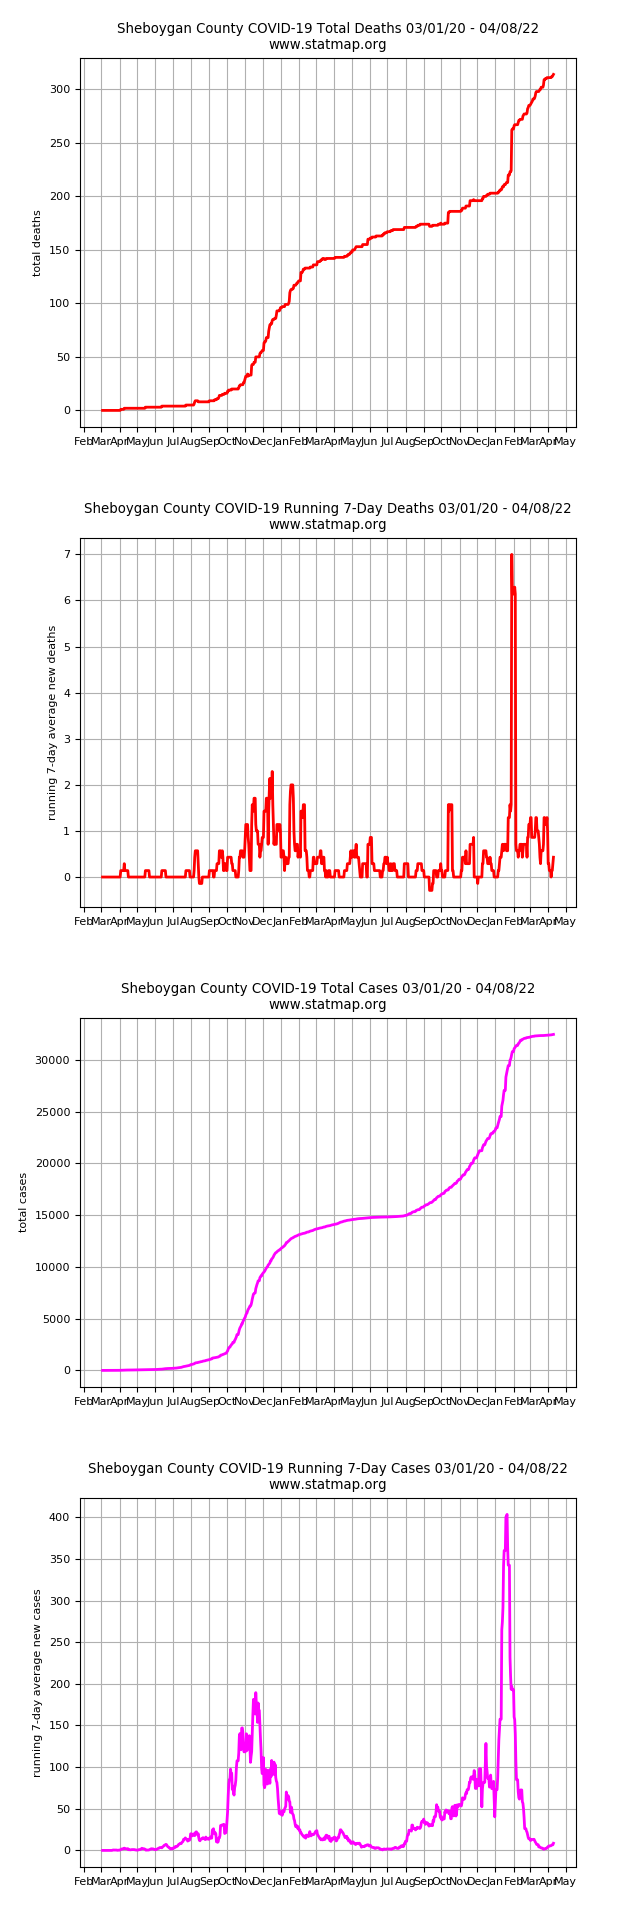 Sheboygan County COVID-19 Total Deaths 03/01/20 - 04/08/22
www.statmap.org
300
250
200
150
100
50
0
total deaths
Feb Mar Apr May Jun Jul Aug Sep Oct Nov Dec Jan Feb Mar Apr May Jun Jul Aug Sep Oct Nov Dec Jan Feb Mar Apr May
Sheboygan County COVID-19 Running 7-Day Deaths 03/01/20 - 04/08/22
www.statmap.org
7
6
5
4
3
2
1
0
running 7-day average new deaths
Feb Mar Apr May Jun Jul Aug Sep Oct Nov Dec Jan Feb Mar Apr May Jun Jul Aug Sep Oct Nov Dec Jan Feb Mar Apr May
Sheboygan County COVID-19 Total Cases 03/01/20 - 04/08/22
www.statmap.org
30000
25000
20000
15000
10000
5000
0
total cases
Feb Mar Apr May Jun Jul Aug Sep Oct Nov Dec Jan Feb Mar Apr May Jun Jul Aug Sep Oct Nov Dec Jan Feb Mar Apr May
Sheboygan County COVID-19 Running 7-Day Cases 03/01/20 - 04/08/22
www.statmap.org
400
350
300
250
200
150
100
50
0
running 7-day average new cases
Feb Mar Apr May Jun Jul Aug Sep Oct Nov Dec Jan Feb Mar Apr May Jun Jul Aug Sep Oct Nov Dec Jan Feb Mar Apr May